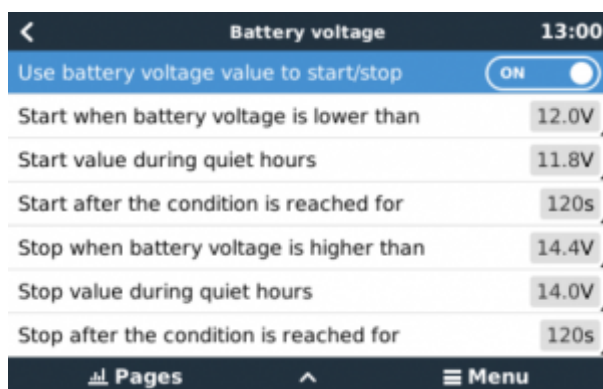 Battery voltage 13:00
Use battery voltage value to start/stop ON
Start when battery voltage is lower than 12.0V
Start value during quiet hours 11.8V
Start after the condition is reached for 120s
Stop when battery voltage is higher than 14.4V
Stop value during quiet hours 14.0V
Stop after the condition is reached for 120s
Pages Menu